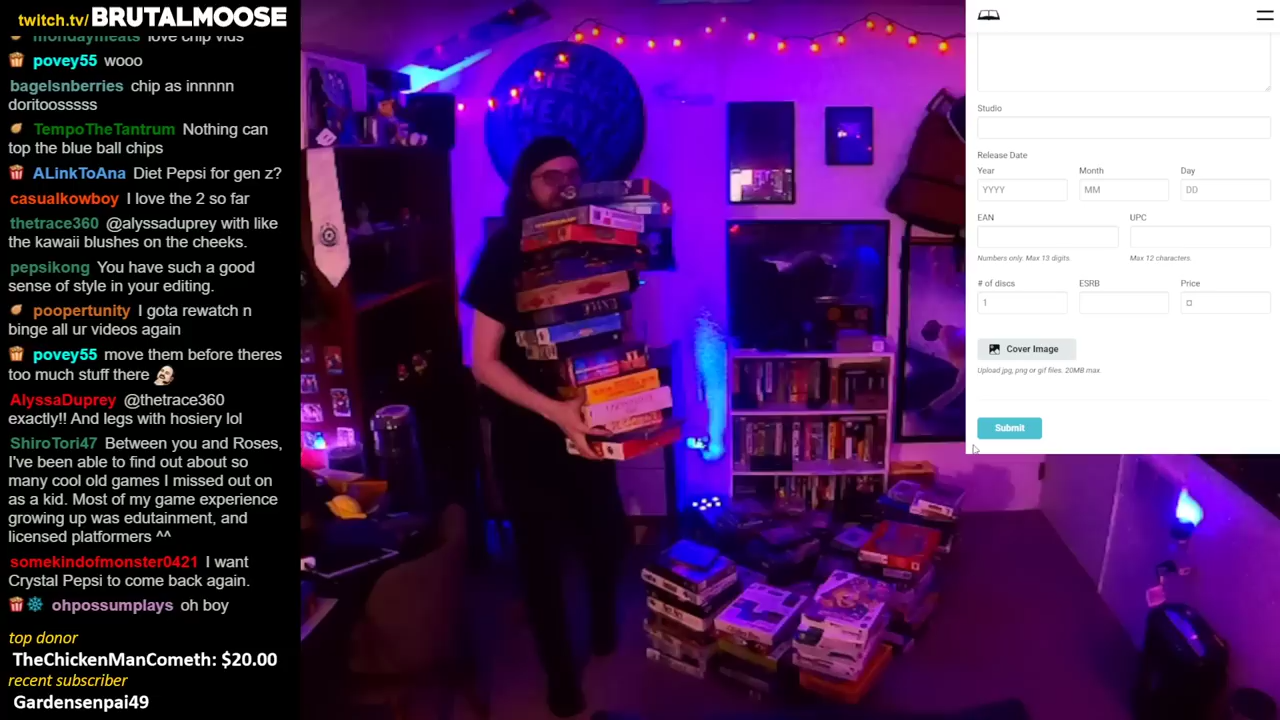 twitch.tv/BRUTALMOOSE
mondaymeats love chip vids
povey55 wooo
bagelsnberries chip as innnnn
doritoosssss
TempoTheTantrum Nothing can
top the blue ball chips
ALinkToAna Diet Pepsi for gen z?
casualkowboy I love the 2 so far
thetrace360 @alyssaduprey with like
the kawaii blushes on the cheeks.
pepsikong You have such a good
sense of style in your editing.
poopertunity I gota rewatch n
binge all ur videos again
povey55 move them before theres
too much stuff there
AlyssaDuprey @thetrace360
exactly!! And legs with hosiery lol
ShiroTori47 Between you and Roses,
I've been able to find out about so
many cool old games I missed out on
as a kid. Most of my game experience
growing up was edutainment, and
licensed platformers ^^
somekindofmonster0421 I want
Crystal Pepsi to come back again.
ohpossumplays oh boy
top donor
TheChickenManCometh: $20.00
recent subscriber
Gardensenpai49
Studio
Release Date
Year Month Day
YYYY MM DD
EAN UPC
Numbers only. Max 13 digits. Max 12 characters.
# of discs ESRB Price
1
Cover Image
Upload jpg, png or gif files. 20MB max.
Submit